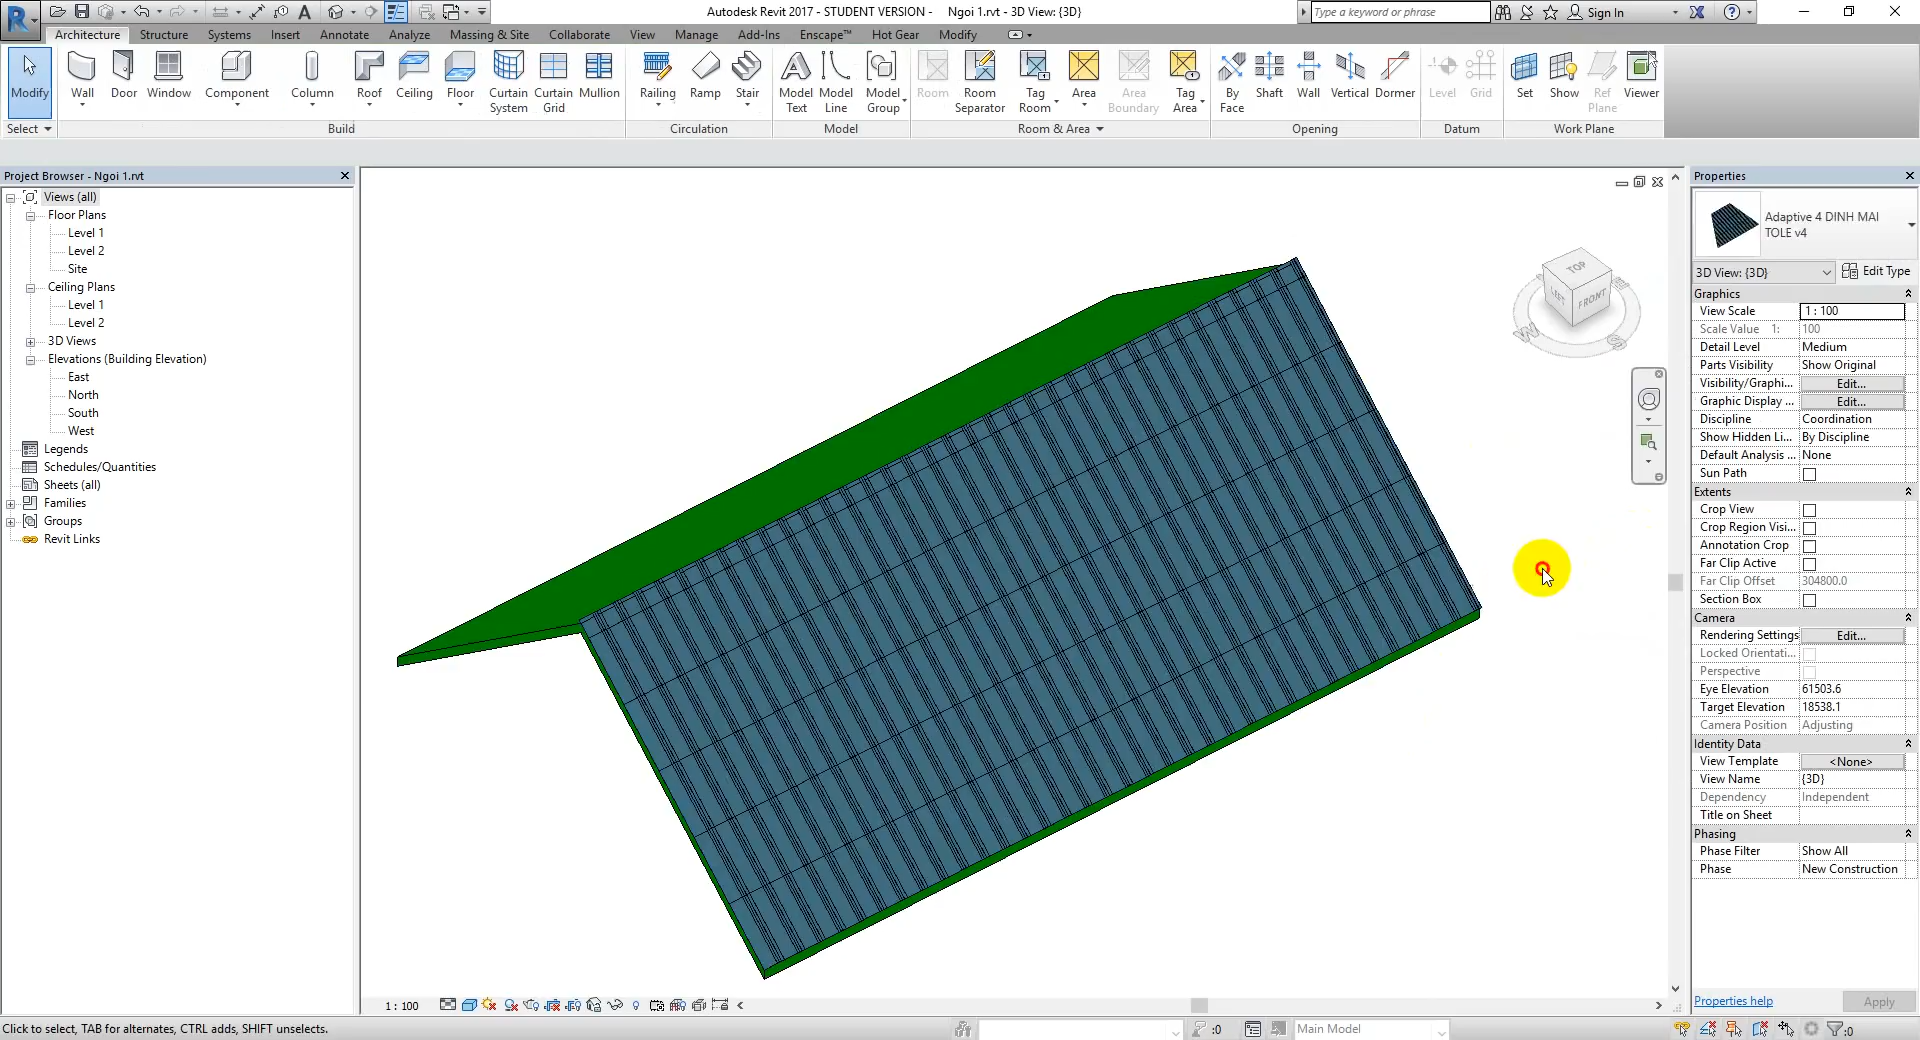 Autodesk Revit 2017 - STUDENT VERSION - Ngoi 1.rvt - 3D View: {3D}
Type a keyword or phrase
Sign In
Architecture Structure Systems Insert Annotate Analyze Massing & Site Collaborate View Manage Add-Ins Enscape™ Hot Gear Modify
Modify Wall Door Window Component Column Roof Ceiling Floor Curtain System Curtain Grid Mullion Railing Ramp Stair Model Text Model Line Model Group Room Room Separator Tag Room Area Area Boundary Tag Area By Face Shaft Wall Vertical Dormer Level Grid Set Show Ref Plane Viewer
Select Build Circulation Model Room & Area Opening Datum Work Plane
Project Browser - Ngoi 1.rvt
Views (all)
Floor Plans
Level 1
Level 2
Site
Ceiling Plans
Level 1
Level 2
3D Views
Elevations (Building Elevation)
East
North
South
West
Legends
Schedules/Quantities
Sheets (all)
Families
Groups
Revit Links
TOP
LEFT
FRONT
W
S
E
Properties
Adaptive 4 DINH MAI
TOLE v4
3D View: {3D}
Edit Type
Graphics
View Scale 1 : 100
Scale Value 1: 100
Detail Level Medium
Parts Visibility Show Original
Visibility/Graphi... Edit...
Graphic Display ... Edit...
Discipline Coordination
Show Hidden Li... By Discipline
Default Analysis ... None
Sun Path
Extents
Crop View
Crop Region Visi...
Annotation Crop
Far Clip Active
Far Clip Offset 304800.0
Section Box
Camera
Rendering Settings Edit...
Locked Orientati...
Perspective
Eye Elevation 61503.6
Target Elevation 18538.1
Camera Position Adjusting
Identity Data
View Template <None>
View Name {3D}
Dependency Independent
Title on Sheet
Phasing
Phase Filter Show All
Phase New Construction
Properties help
Apply
1 : 100
Click to select, TAB for alternates, CTRL adds, SHIFT unselects.
:0
Main Model
:0